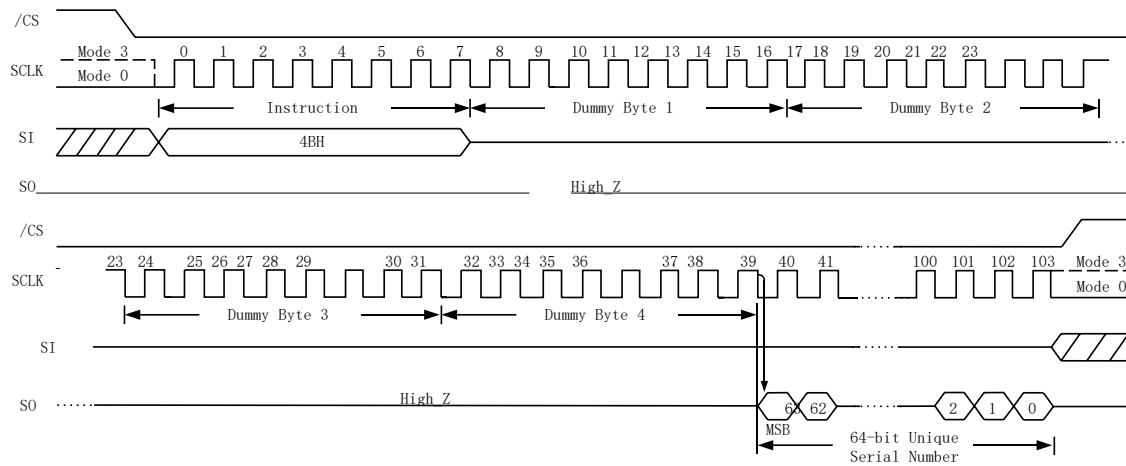 /CS
Mode 3 0 1 2 3 4 5 6 7 8 9 10 11 12 13 14 15 16 17 18 19 20 21 22 23
SCLK
Mode 0
Instruction Dummy Byte 1 Dummy Byte 2
SI
4BH
SO High_Z
/CS
23 24 25 26 27 28 29 30 31 32 33 34 35 36 37 38 39 40 41 100 101 102 103 Mode 3
SCLK
Mode 0
Dummy Byte 3 Dummy Byte 4
SI
High_Z
SO 63 62 2 1 0
MSB
64-bit Unique
Serial Number